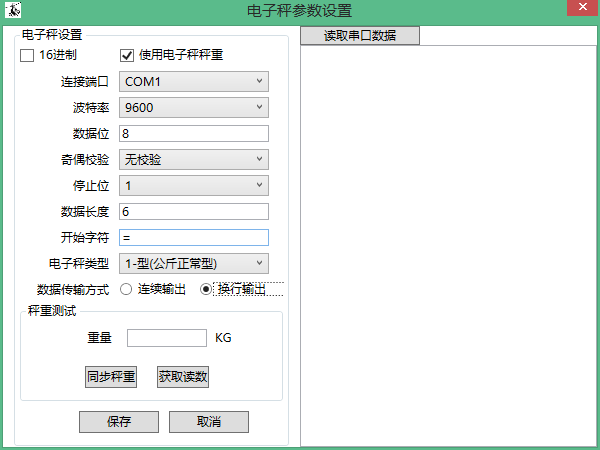 电子秤参数设置
电子秤设置
16进制 使用电子秤秤重
连接端口 COM1
波特率 9600
数据位 8
奇偶校验 无校验
停止位 1
数据长度 6
开始字符 =
电子秤类型 1-型(公斤正常型)
数据传输方式 连续输出 换行输出
秤重测试
重量 KG
同步秤重 获取读数
保存 取消
读取串口数据